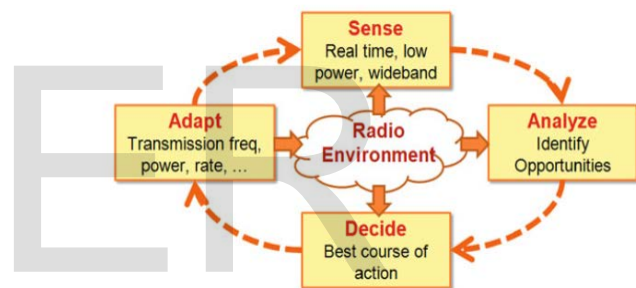 Sense
Real time, low
power, wideband
Adapt
Transmission freq,
power, rate, ...
Radio
Environment
Analyze
Identify
Opportunities
Decide
Best course of
action
ER